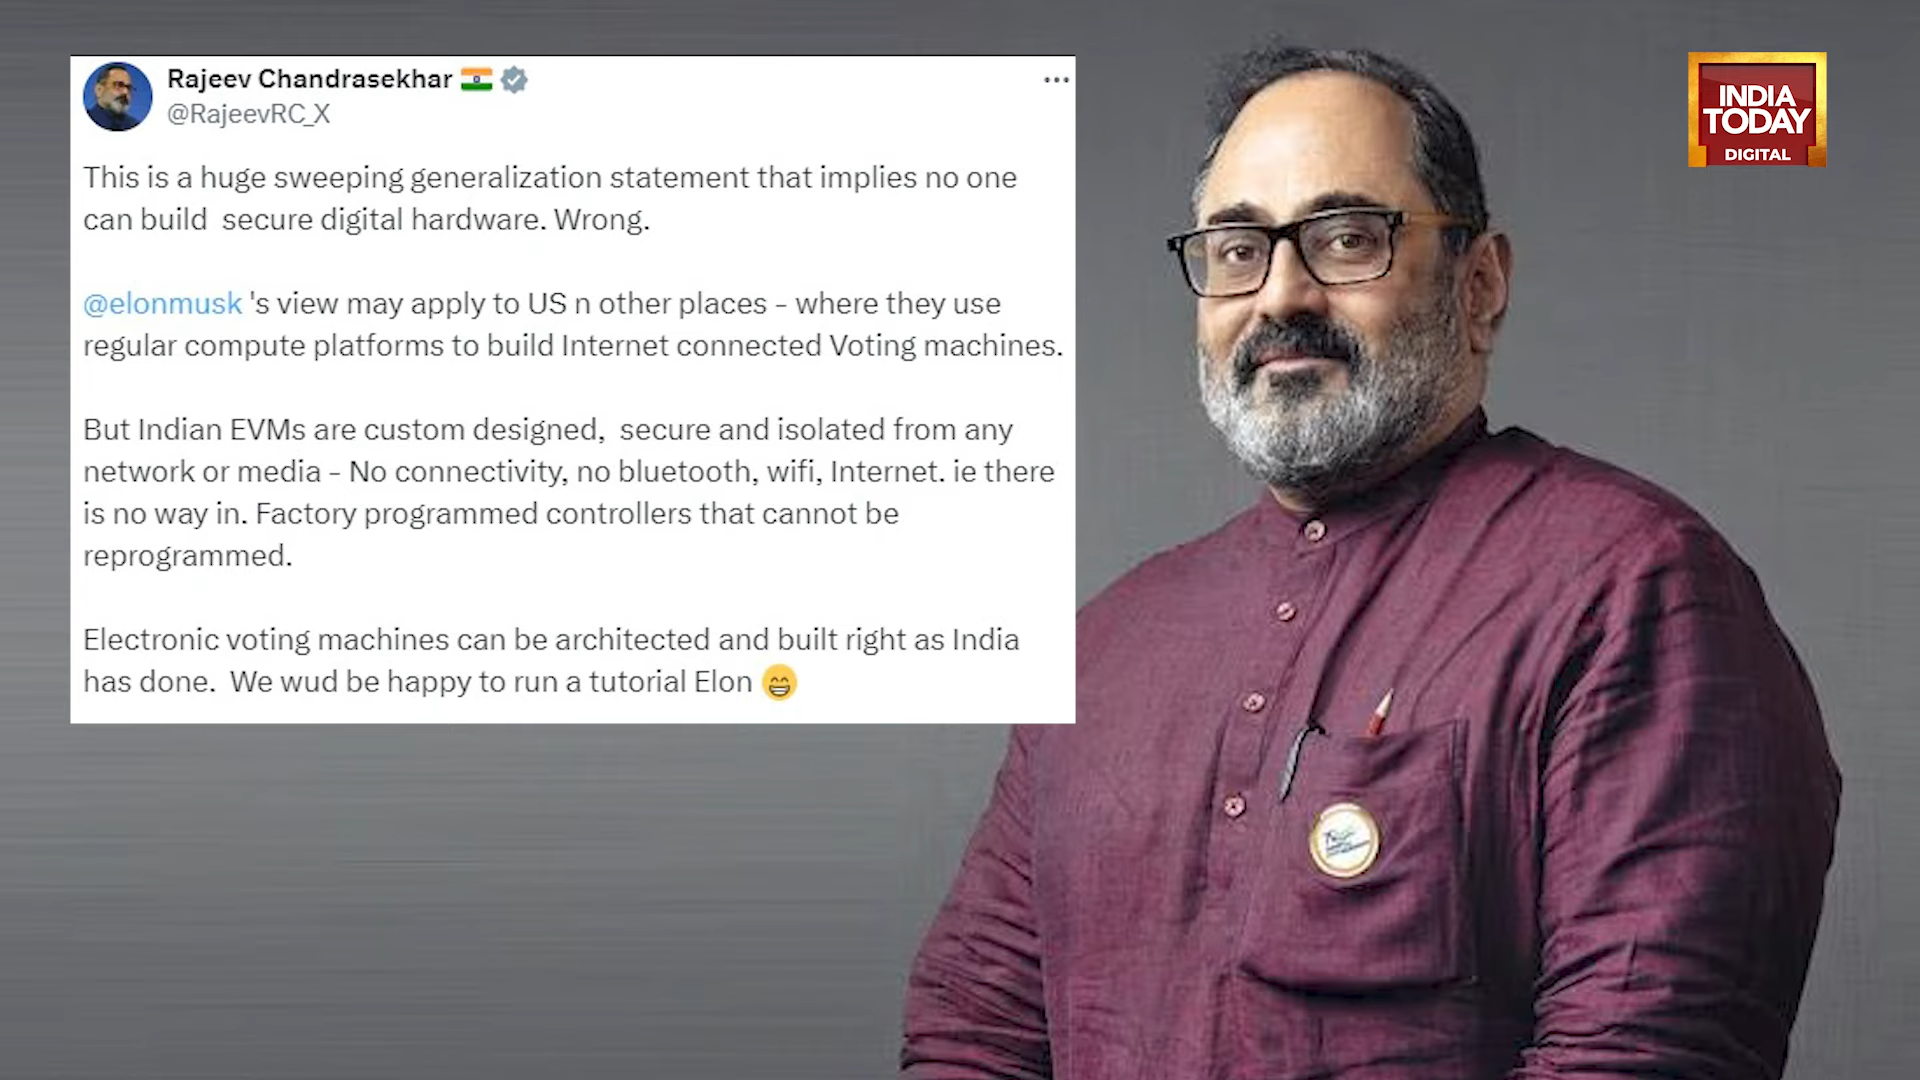 Rajeev Chandrasekhar 🇮🇳
@RajeevRC_X
This is a huge sweeping generalization statement that implies no one
can build  secure digital hardware. Wrong.
@elonmusk 's view may apply to US n other places - where they use
regular compute platforms to build Internet connected Voting machines.
But Indian EVMs are custom designed,  secure and isolated from any
network or media - No connectivity, no bluetooth, wifi, Internet. ie there
is no way in. Factory programmed controllers that cannot be
reprogrammed.
Electronic voting machines can be architected and built right as India
has done.  We wud be happy to run a tutorial Elon 😁
INDIA
TODAY
DIGITAL